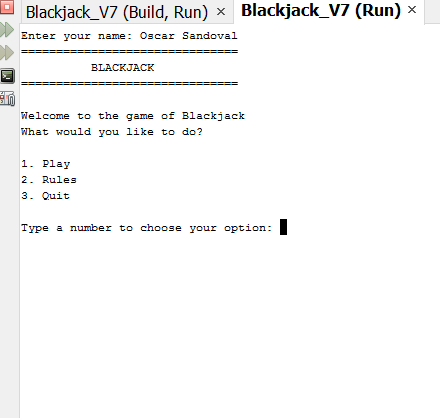 Blackjack_V7 (Build, Run) × Blackjack_V7 (Run) ×
Enter your name: Oscar Sandoval
===============================
BLACKJACK
===============================
Welcome to the game of Blackjack
What would you like to do?
1. Play
2. Rules
3. Quit
Type a number to choose your option: